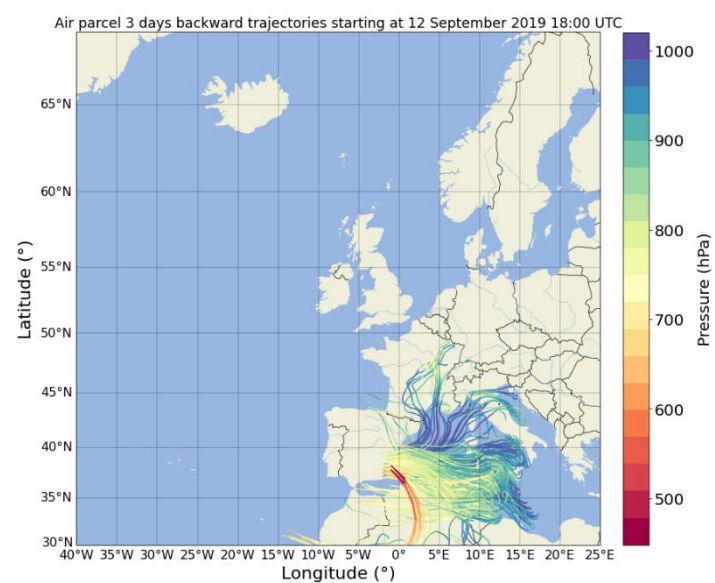 Air parcel 3 days backward trajectories starting at 12 September 2019 18:00 UTC
65°N
60°N
55°N
50°N
45°N
40°N
35°N
30°N
Latitude (°)
40°W 35°W 30°W 25°W 20°W 15°W 10°W 5°W 0° 5°E 10°E 15°E 20°E 25°E
Longitude (°)
1000
900
800
700
600
500
Pressure (hPa)